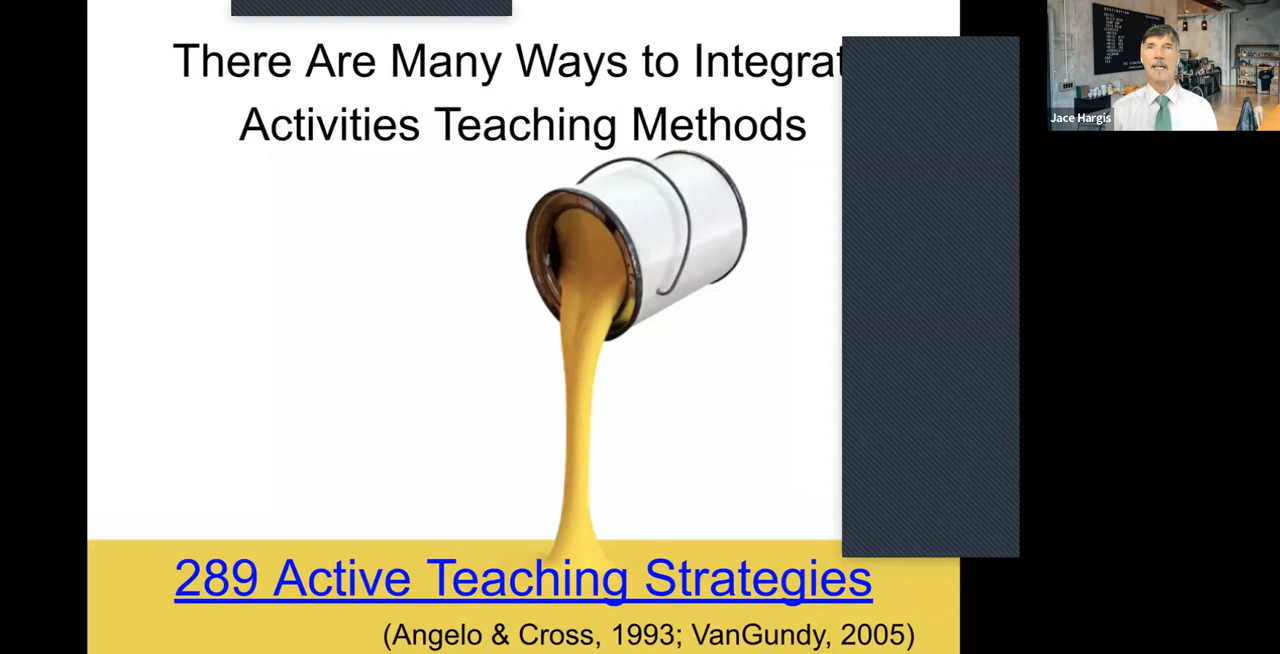 There Are Many Ways to Integrat
Activities Teaching Methods
289 Active Teaching Strategies
(Angelo & Cross, 1993; VanGundy, 2005)
Jace Hargis